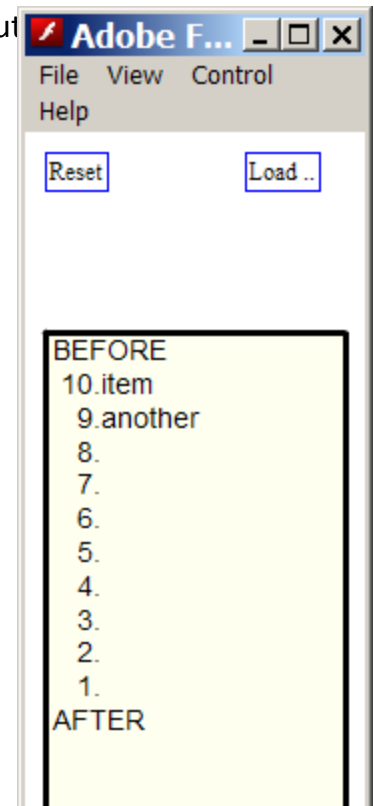 ut
Adobe F...
File View Control
Help
Reset Load ..
BEFORE
10.item
9.another
8.
7.
6.
5.
4.
3.
2.
1.
AFTER